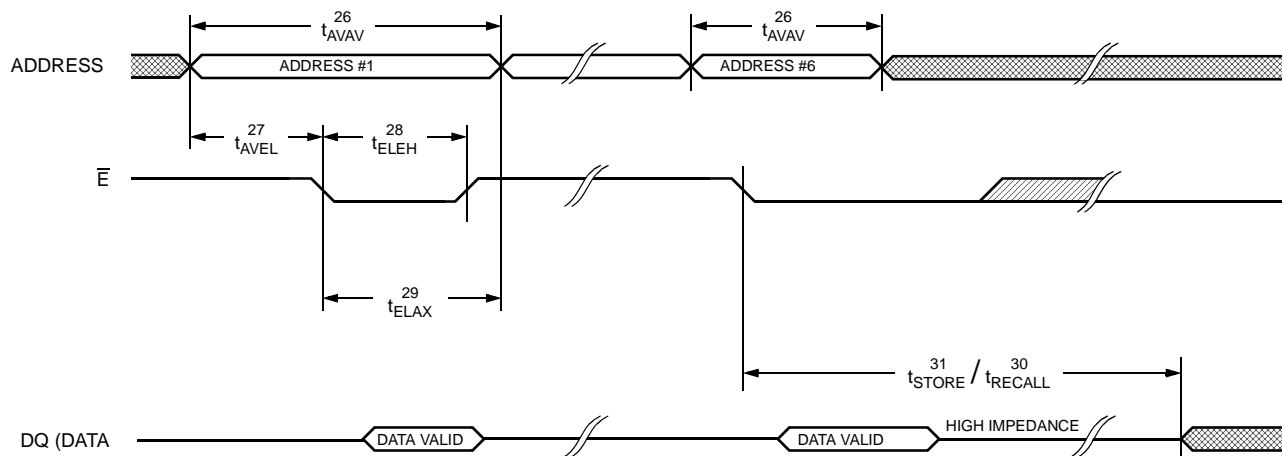 26
tAVAV
26
tAVAV
ADDRESS
ADDRESS #1
ADDRESS #6
27
tAVEL
28
tELEH
E
29
tELAX
31
tSTORE / 30
tRECALL
DQ (DATA
DATA VALID
DATA VALID
HIGH IMPEDANCE